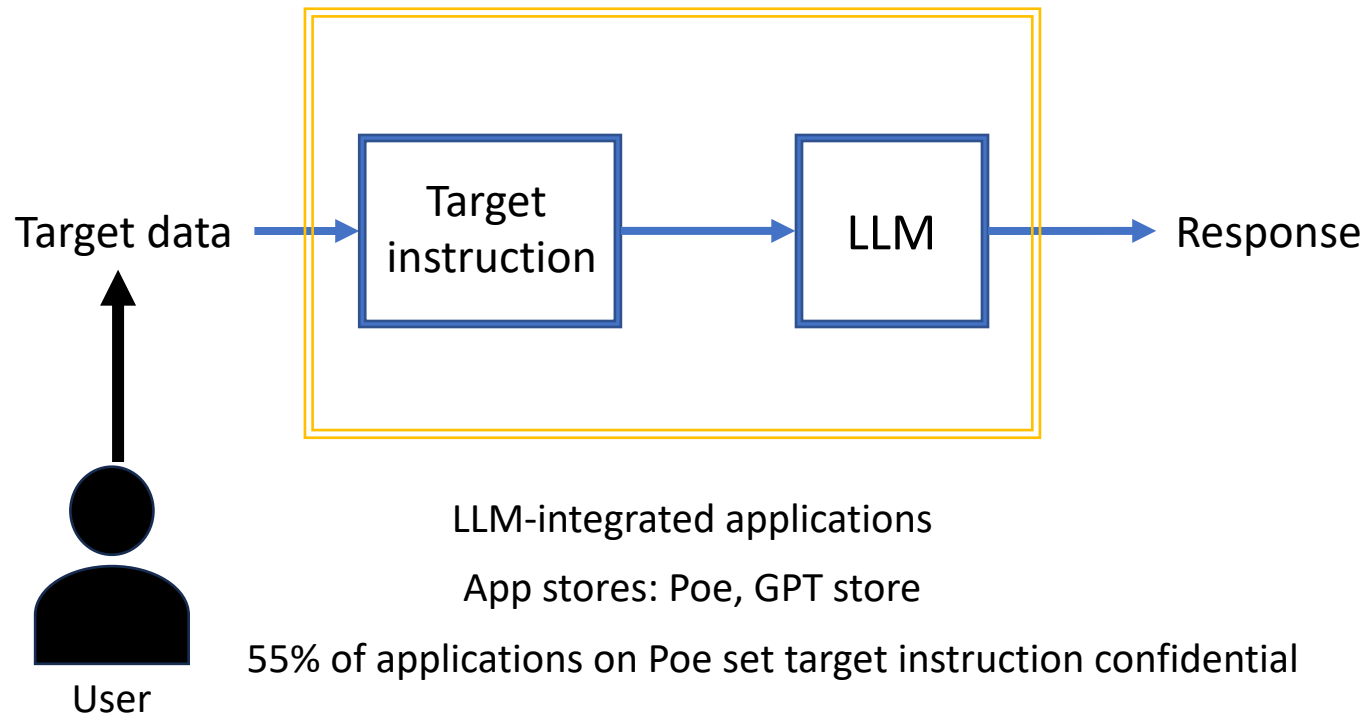 Target data
Target
instruction
LLM
Response
User
LLM-integrated applications
App stores: Poe, GPT store
55% of applications on Poe set target instruction confidential